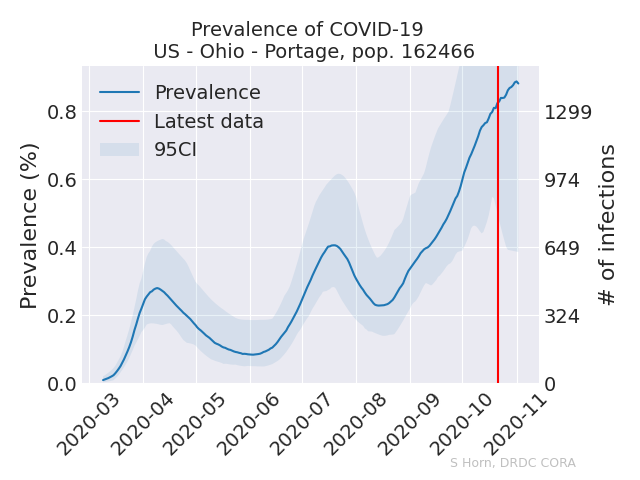 Prevalence of COVID-19
US - Ohio - Portage, pop. 162466
Prevalence
Latest data
95CI
Prevalence (%)
0.8
0.6
0.4
0.2
0.0
1299
974
649
324
0
# of infections
2020-03
2020-04
2020-05
2020-06
2020-07
2020-08
2020-09
2020-10
2020-11
S Horn, DRDC CORA